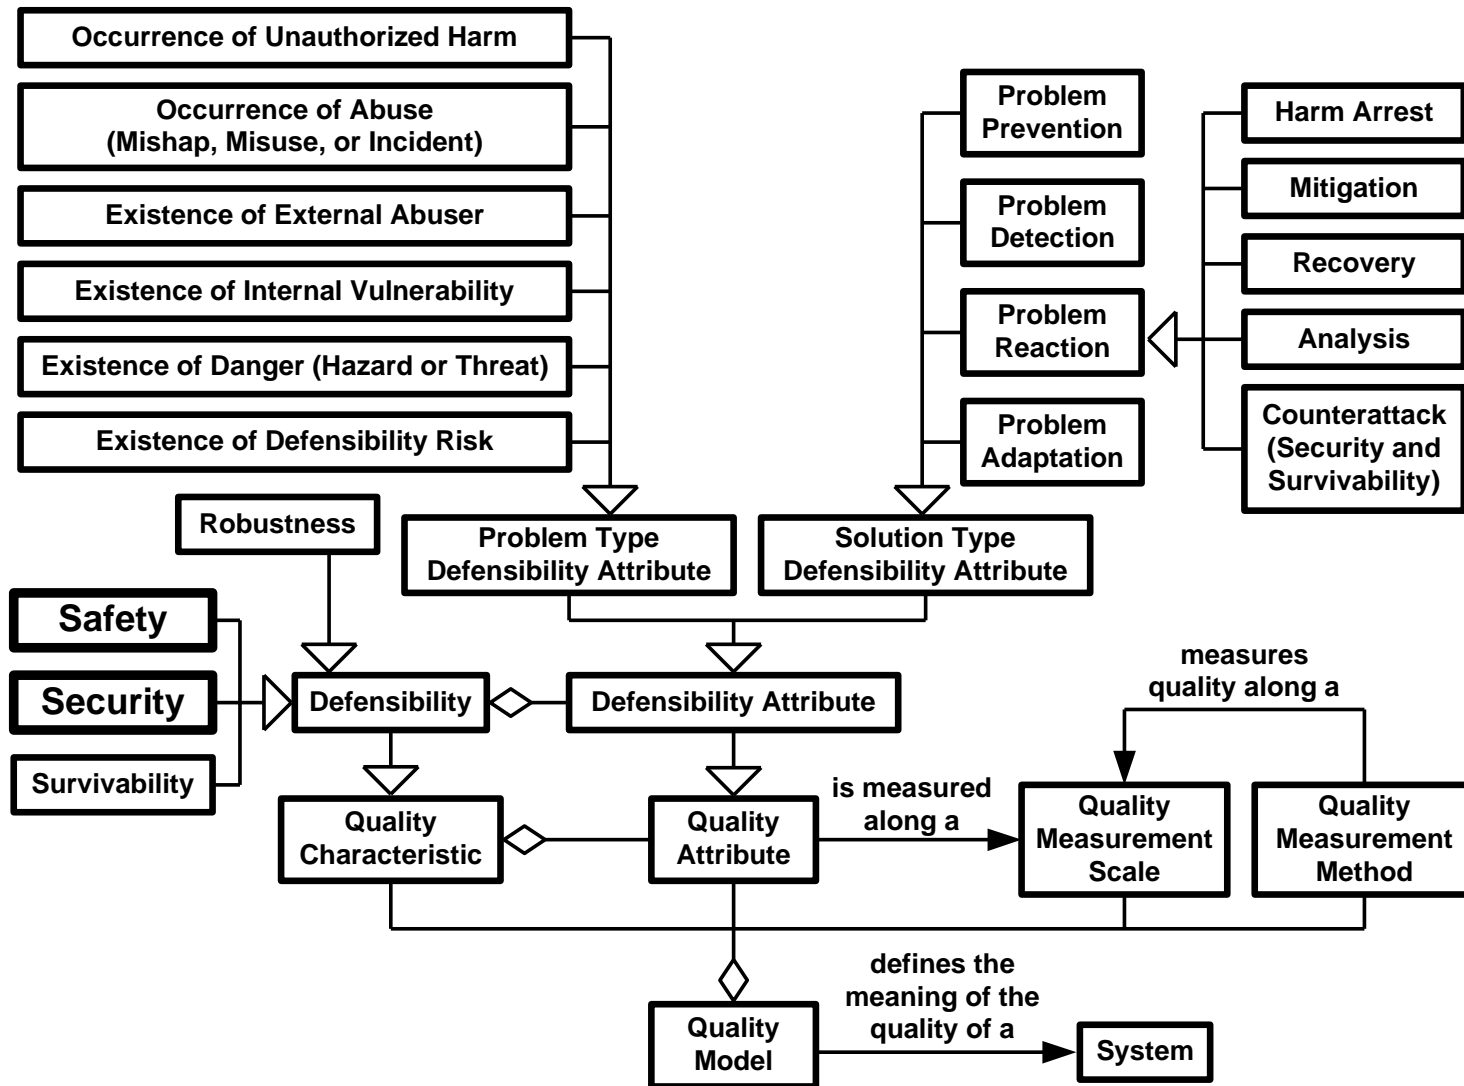 Occurrence of Unauthorized Harm
Occurrence of Abuse
(Mishap, Misuse, or Incident)
Existence of External Abuser
Existence of Internal Vulnerability
Existence of Danger (Hazard or Threat)
Existence of Defensibility Risk
Problem
Prevention
Problem
Detection
Problem
Reaction
Problem
Adaptation
Harm Arrest
Mitigation
Recovery
Analysis
Counterattack
(Security and
Survivability)
Robustness
Problem Type
Defensibility Attribute
Solution Type
Defensibility Attribute
Safety
Security
Survivability
Defensibility
Defensibility Attribute
measures
quality along a
Quality
Characteristic
Quality
Attribute
is measured
along a
Quality
Measurement
Scale
Quality
Measurement
Method
defines the
meaning of the
quality of a
Quality
Model
System